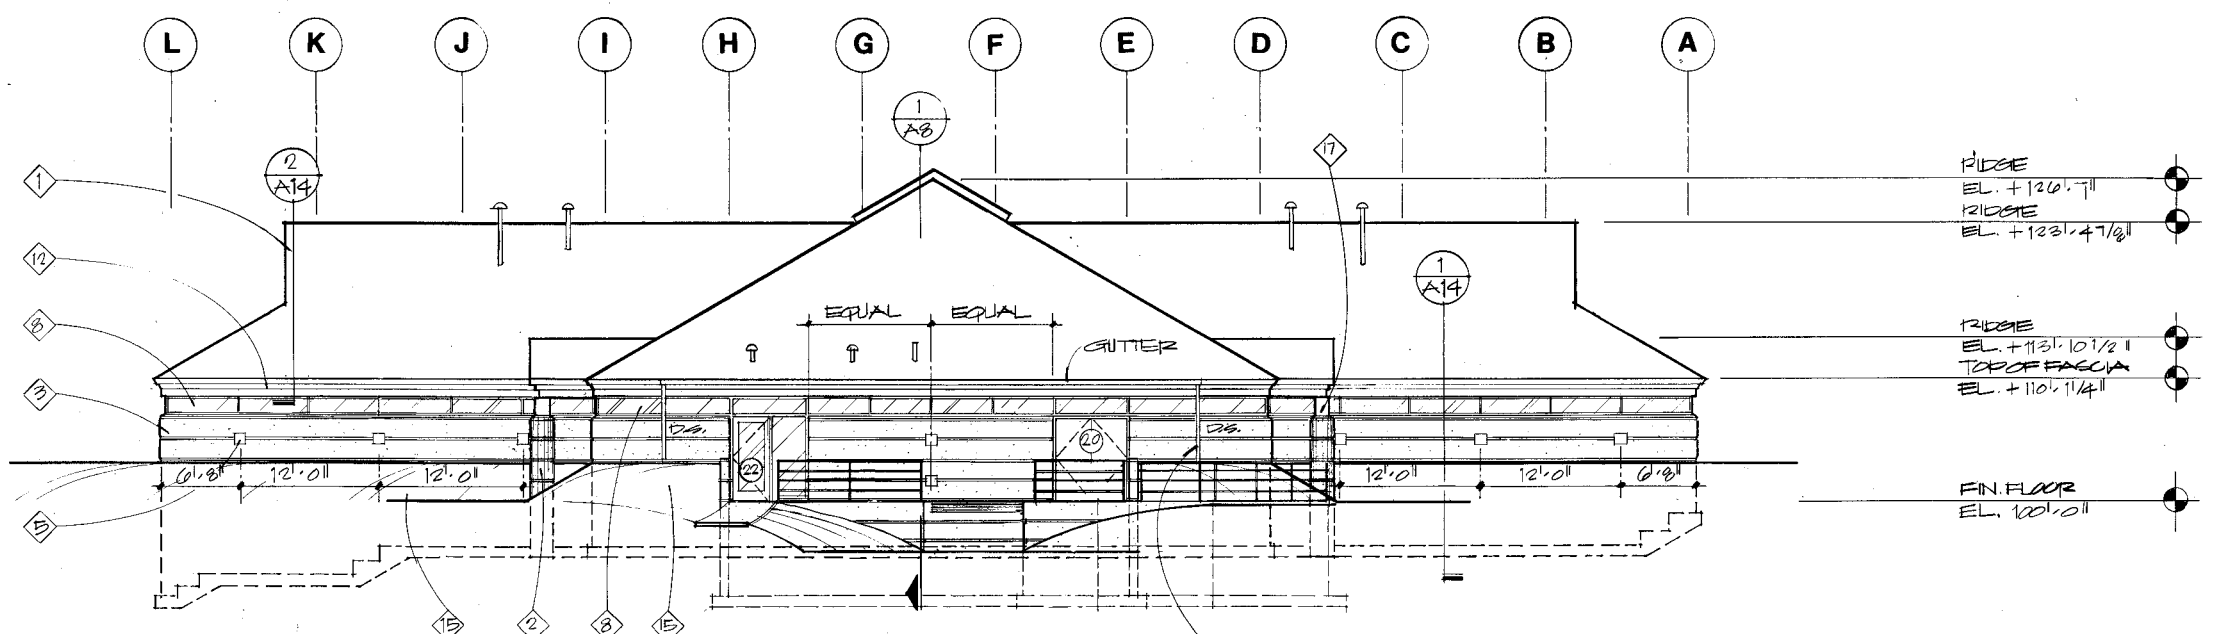 L K J I H G F E D C B A
1
A8
17
2
A14
1
RIDGE
EL. +126'-7"
RIDGE
EL. +123'-4 7/8"
12
1
A14
8
EQUAL EQUAL
GUTTER
RIDGE
EL. +113'-10 1/2"
TOP OF FASCIA
EL. +110'-1 1/4"
3
D.S. D.S.
20
22
6'-8" 12'-0" 12'-0" 12'-0" 12'-0" 6'-8"
FIN. FLOOR
EL. 100'-0"
5
15 2 8 15